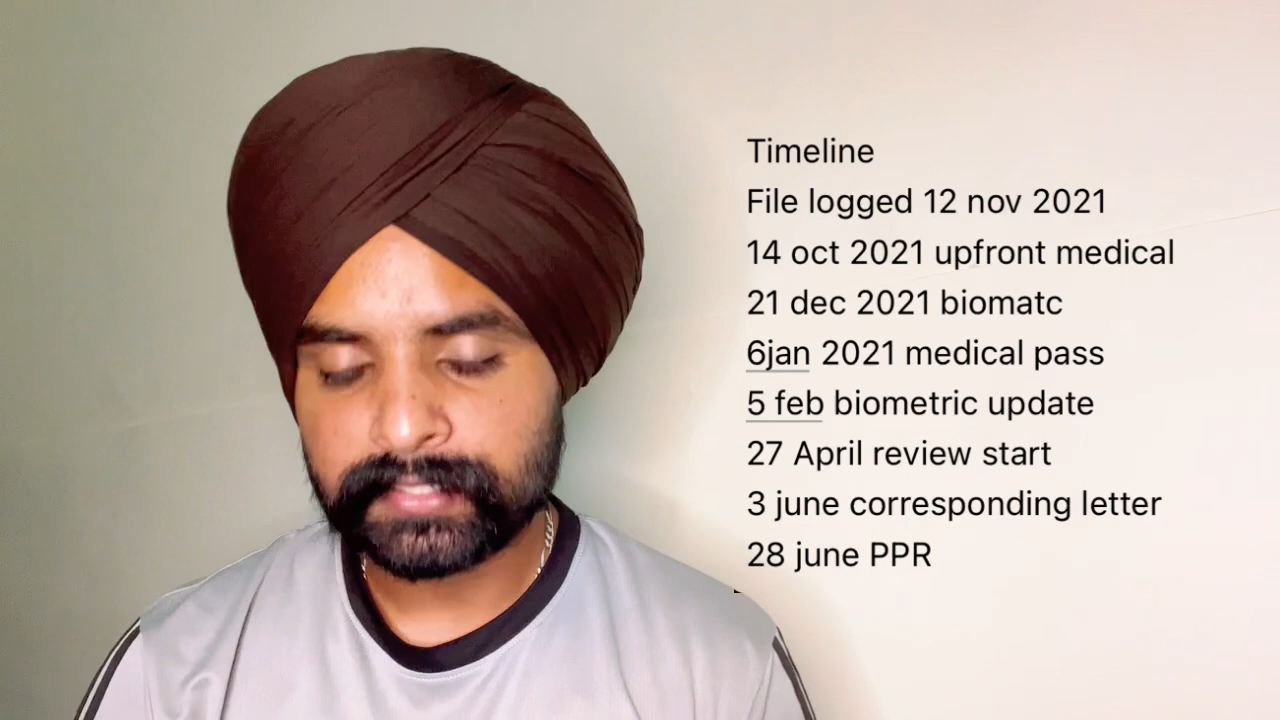 Timeline
File logged 12 nov 2021
14 oct 2021 upfront medical
21 dec 2021 biomatc
6jan 2021 medical pass
5 feb biometric update
27 April review start
3 june corresponding letter
28 june PPR